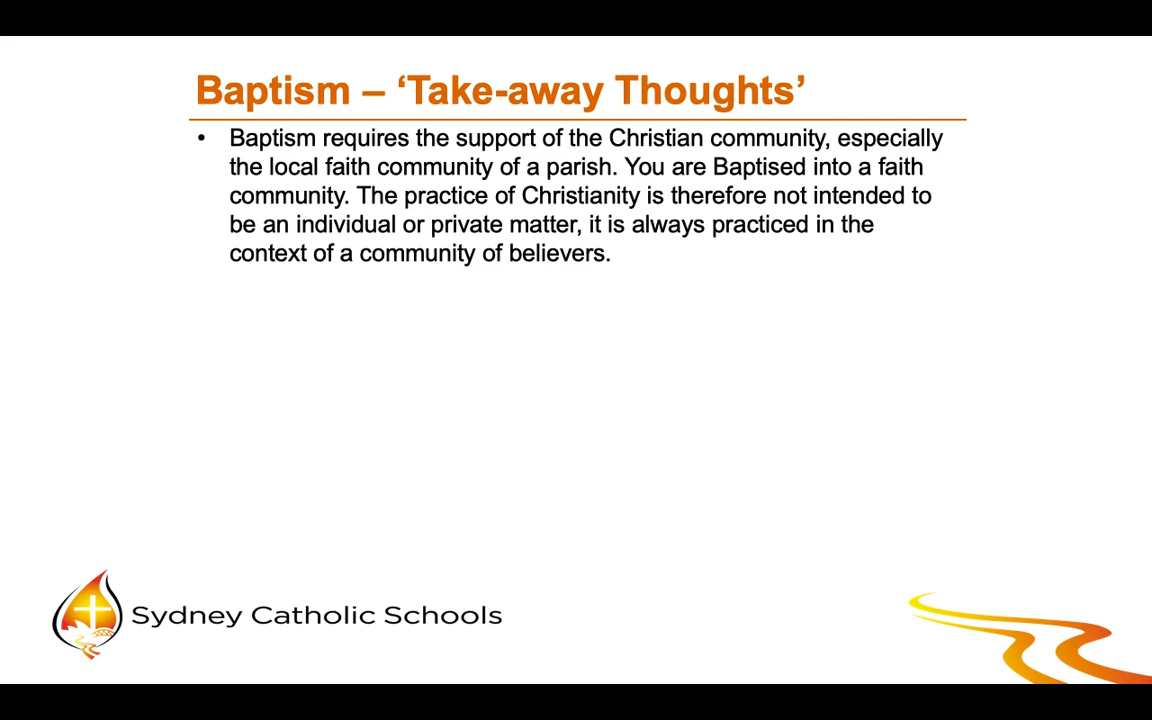 Baptism – ‘Take-away Thoughts’
• Baptism requires the support of the Christian community, especially
the local faith community of a parish. You are Baptised into a faith
community. The practice of Christianity is therefore not intended to
be an individual or private matter, it is always practiced in the
context of a community of believers.
Sydney Catholic Schools